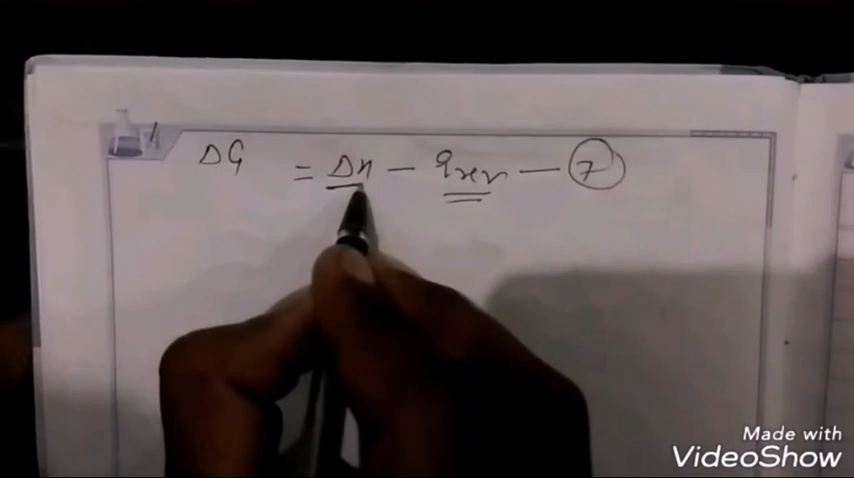 ΔG = ΔH - qrev - 7
Made with
VideoShow